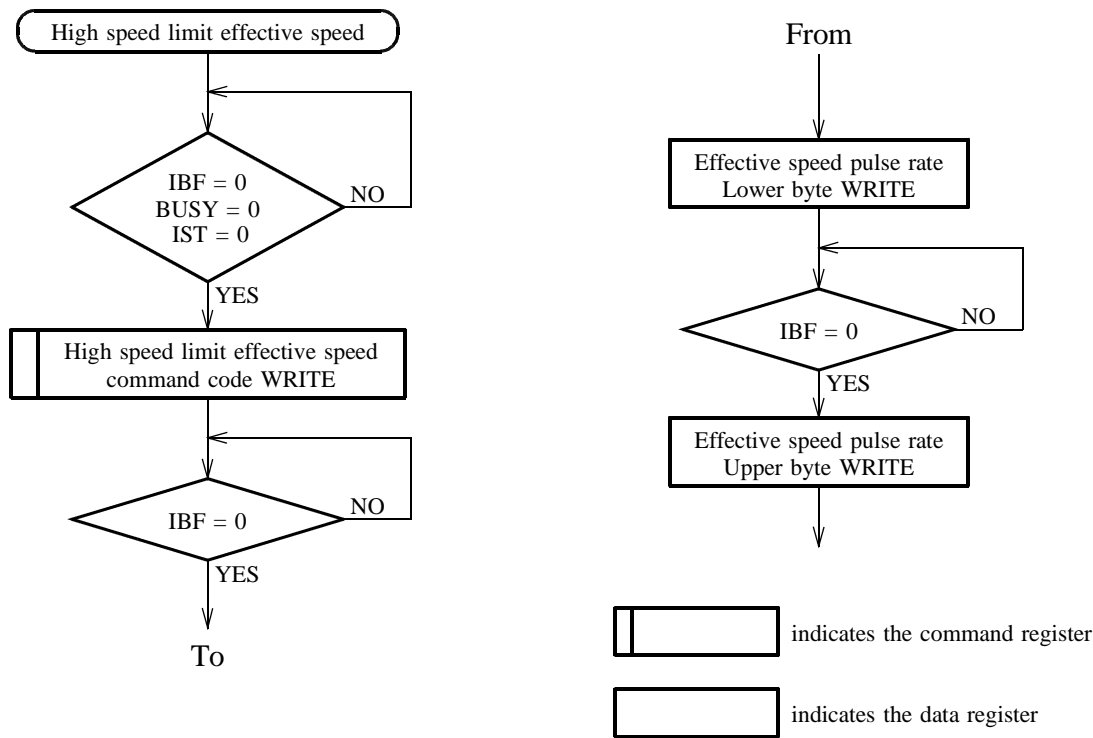 High speed limit effective speed
IBF = 0
BUSY = 0
IST = 0
NO
YES
High speed limit effective speed
command code WRITE
IBF = 0
NO
YES
To
From
Effective speed pulse rate
Lower byte WRITE
IBF = 0
NO
YES
Effective speed pulse rate
Upper byte WRITE
indicates the command register
indicates the data register